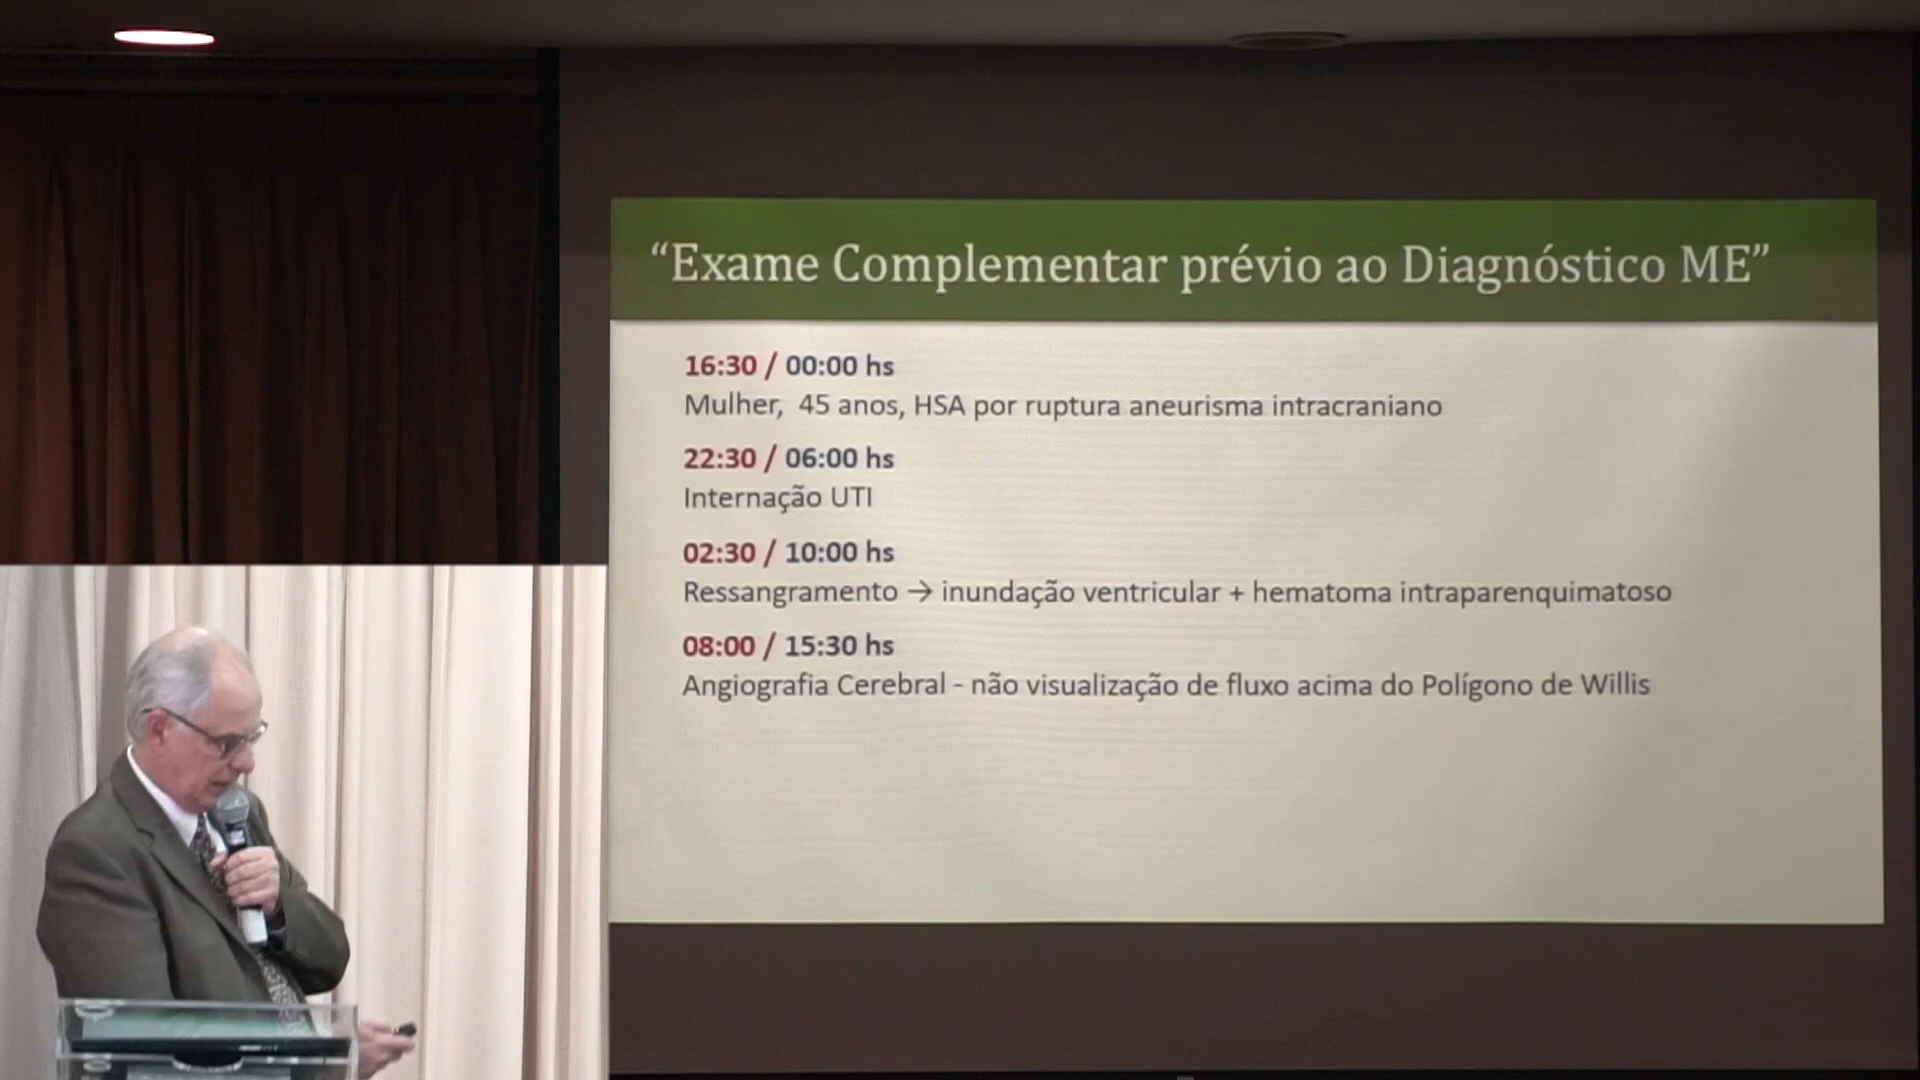 “Exame Complementar prévio ao Diagnóstico ME”
16:30 / 00:00 hs
Mulher, 45 anos, HSA por ruptura aneurisma intracraniano
22:30 / 06:00 hs
Internação UTI
02:30 / 10:00 hs
Ressangramento → inundação ventricular + hematoma intraparenquimatoso
08:00 / 15:30 hs
Angiografia Cerebral - não visualização de fluxo acima do Polígono de Willis